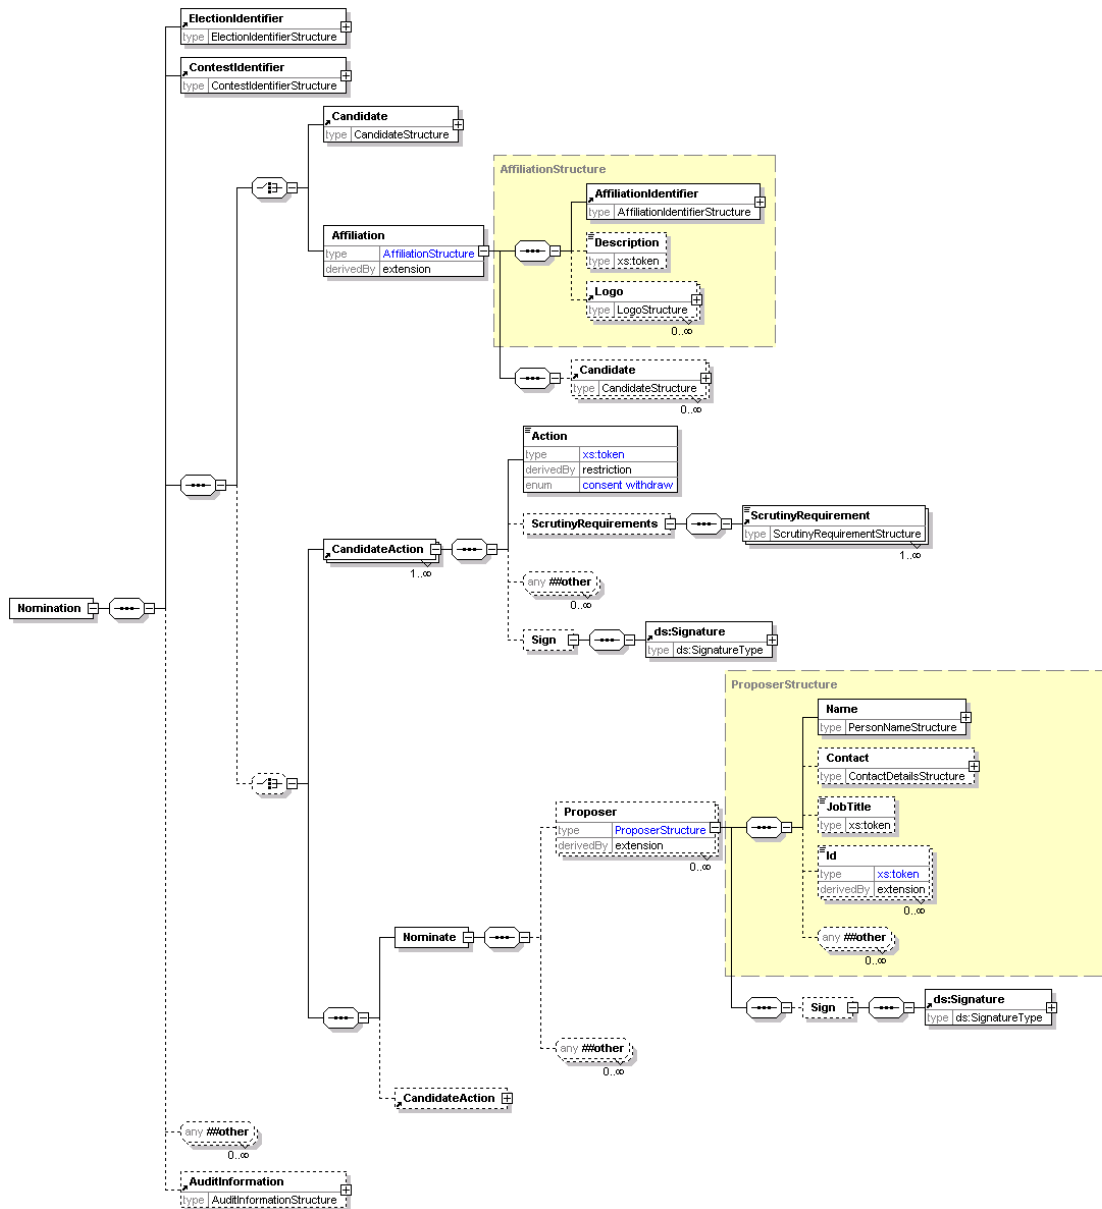 ElectionIdentifier
type ElectionIdentifierStructure
ContestIdentifier
type ContestIdentifierStructure
Candidate
type CandidateStructure
AffiliationStructure
AffiliationIdentifier
type AffiliationIdentifierStructure
Affiliation
type AffiliationStructure
derivedBy extension
Description
type xs:token
Logo
type LogoStructure
0..∞
Candidate
type CandidateStructure
0..∞
Action
type xs:token
derivedBy restriction
enum consent withdraw
ScrutinyRequirements
ScrutinyRequirement
type ScrutinyRequirementStructure
1..∞
CandidateAction
1..∞
any ##other
0..∞
Nomination
Sign
ds:Signature
type ds:SignatureType
ProposerStructure
Name
type PersonNameStructure
Contact
type ContactDetailsStructure
Proposer
type ProposerStructure
derivedBy extension
0..∞
JobTitle
type xs:token
Id
type xs:token
derivedBy extension
0..∞
Nominate
any ##other
0..∞
Sign
ds:Signature
type ds:SignatureType
any ##other
0..∞
CandidateAction
any ##other
0..∞
AuditInformation
type AuditInformationStructure